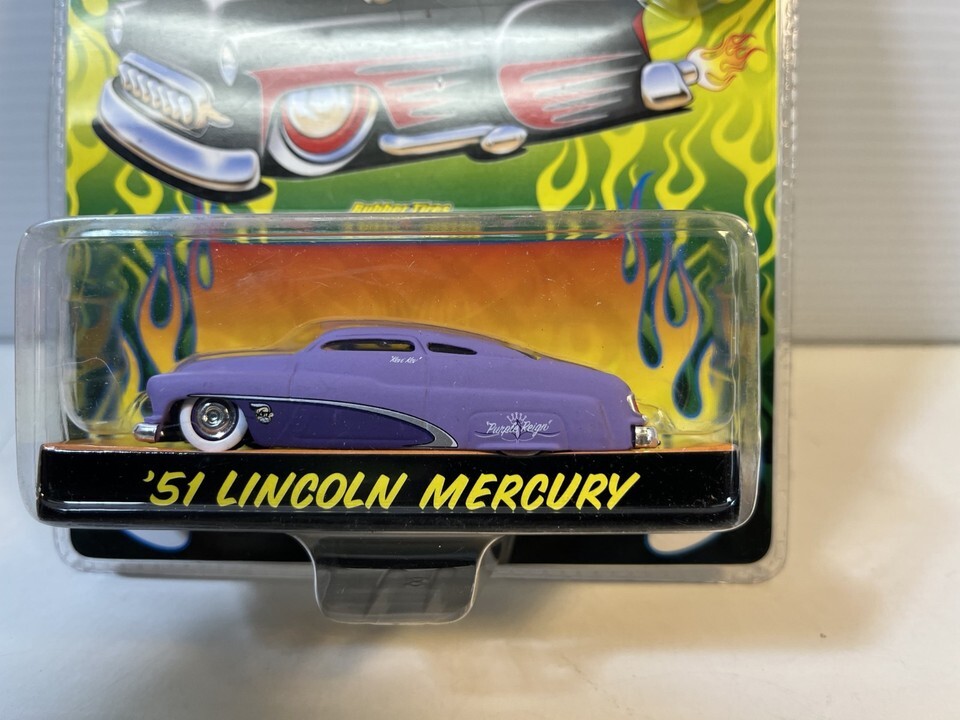 Rubber Tires
'Purple Reign'
'51 LINCOLN MERCURY